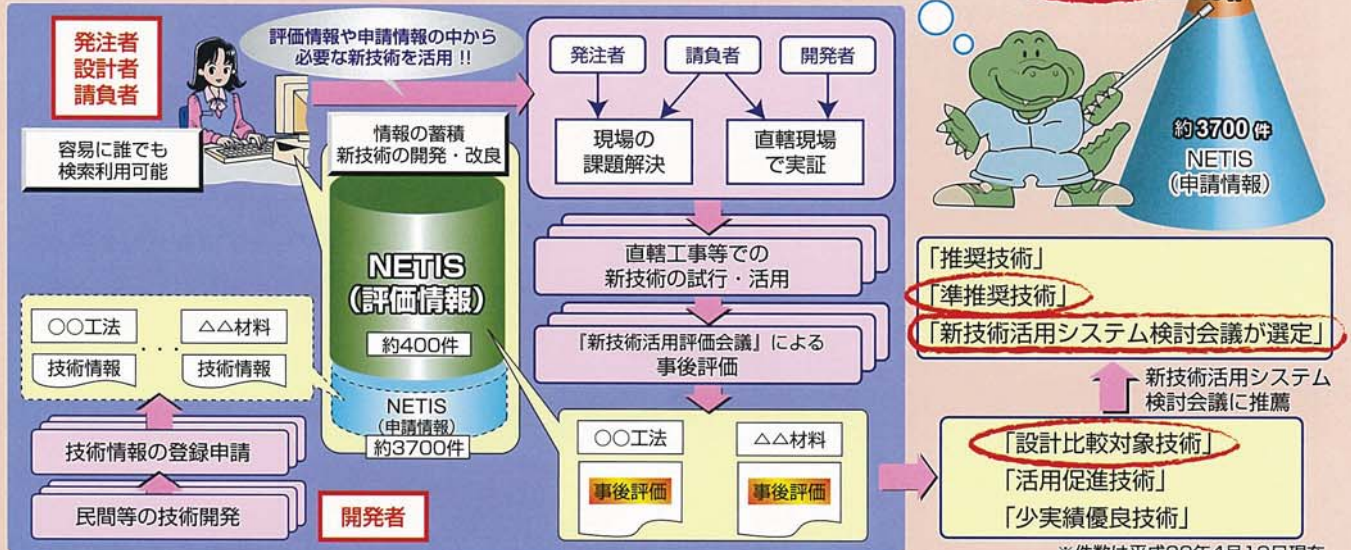 発注者
設計者
請負者
容易に誰でも
検索利用可能
評価情報や申請情報の中から
必要な新技術を活用!!
情報の蓄積
新技術の開発・改良
NETIS
(評価情報)
約400件
NETIS
(申請情報)
約3700件
○○工法
・・・
△△材料
技術情報
技術情報
技術情報の登録申請
民間等の技術開発
開発者
発注者
請負者
開発者
現場の
課題解決
直轄現場
で実証
直轄工事等での
新技術の試行・活用
『新技術活用評価会議』による
事後評価
○○工法
△△材料
事後評価
事後評価
約3700件
NETIS
(申請情報)
「推奨技術」
「準推奨技術」
「新技術活用システム検討会議が選定」
新技術活用システム
検討会議に推薦
「設計比較対象技術」
「活用促進技術」
「少実績優良技術」